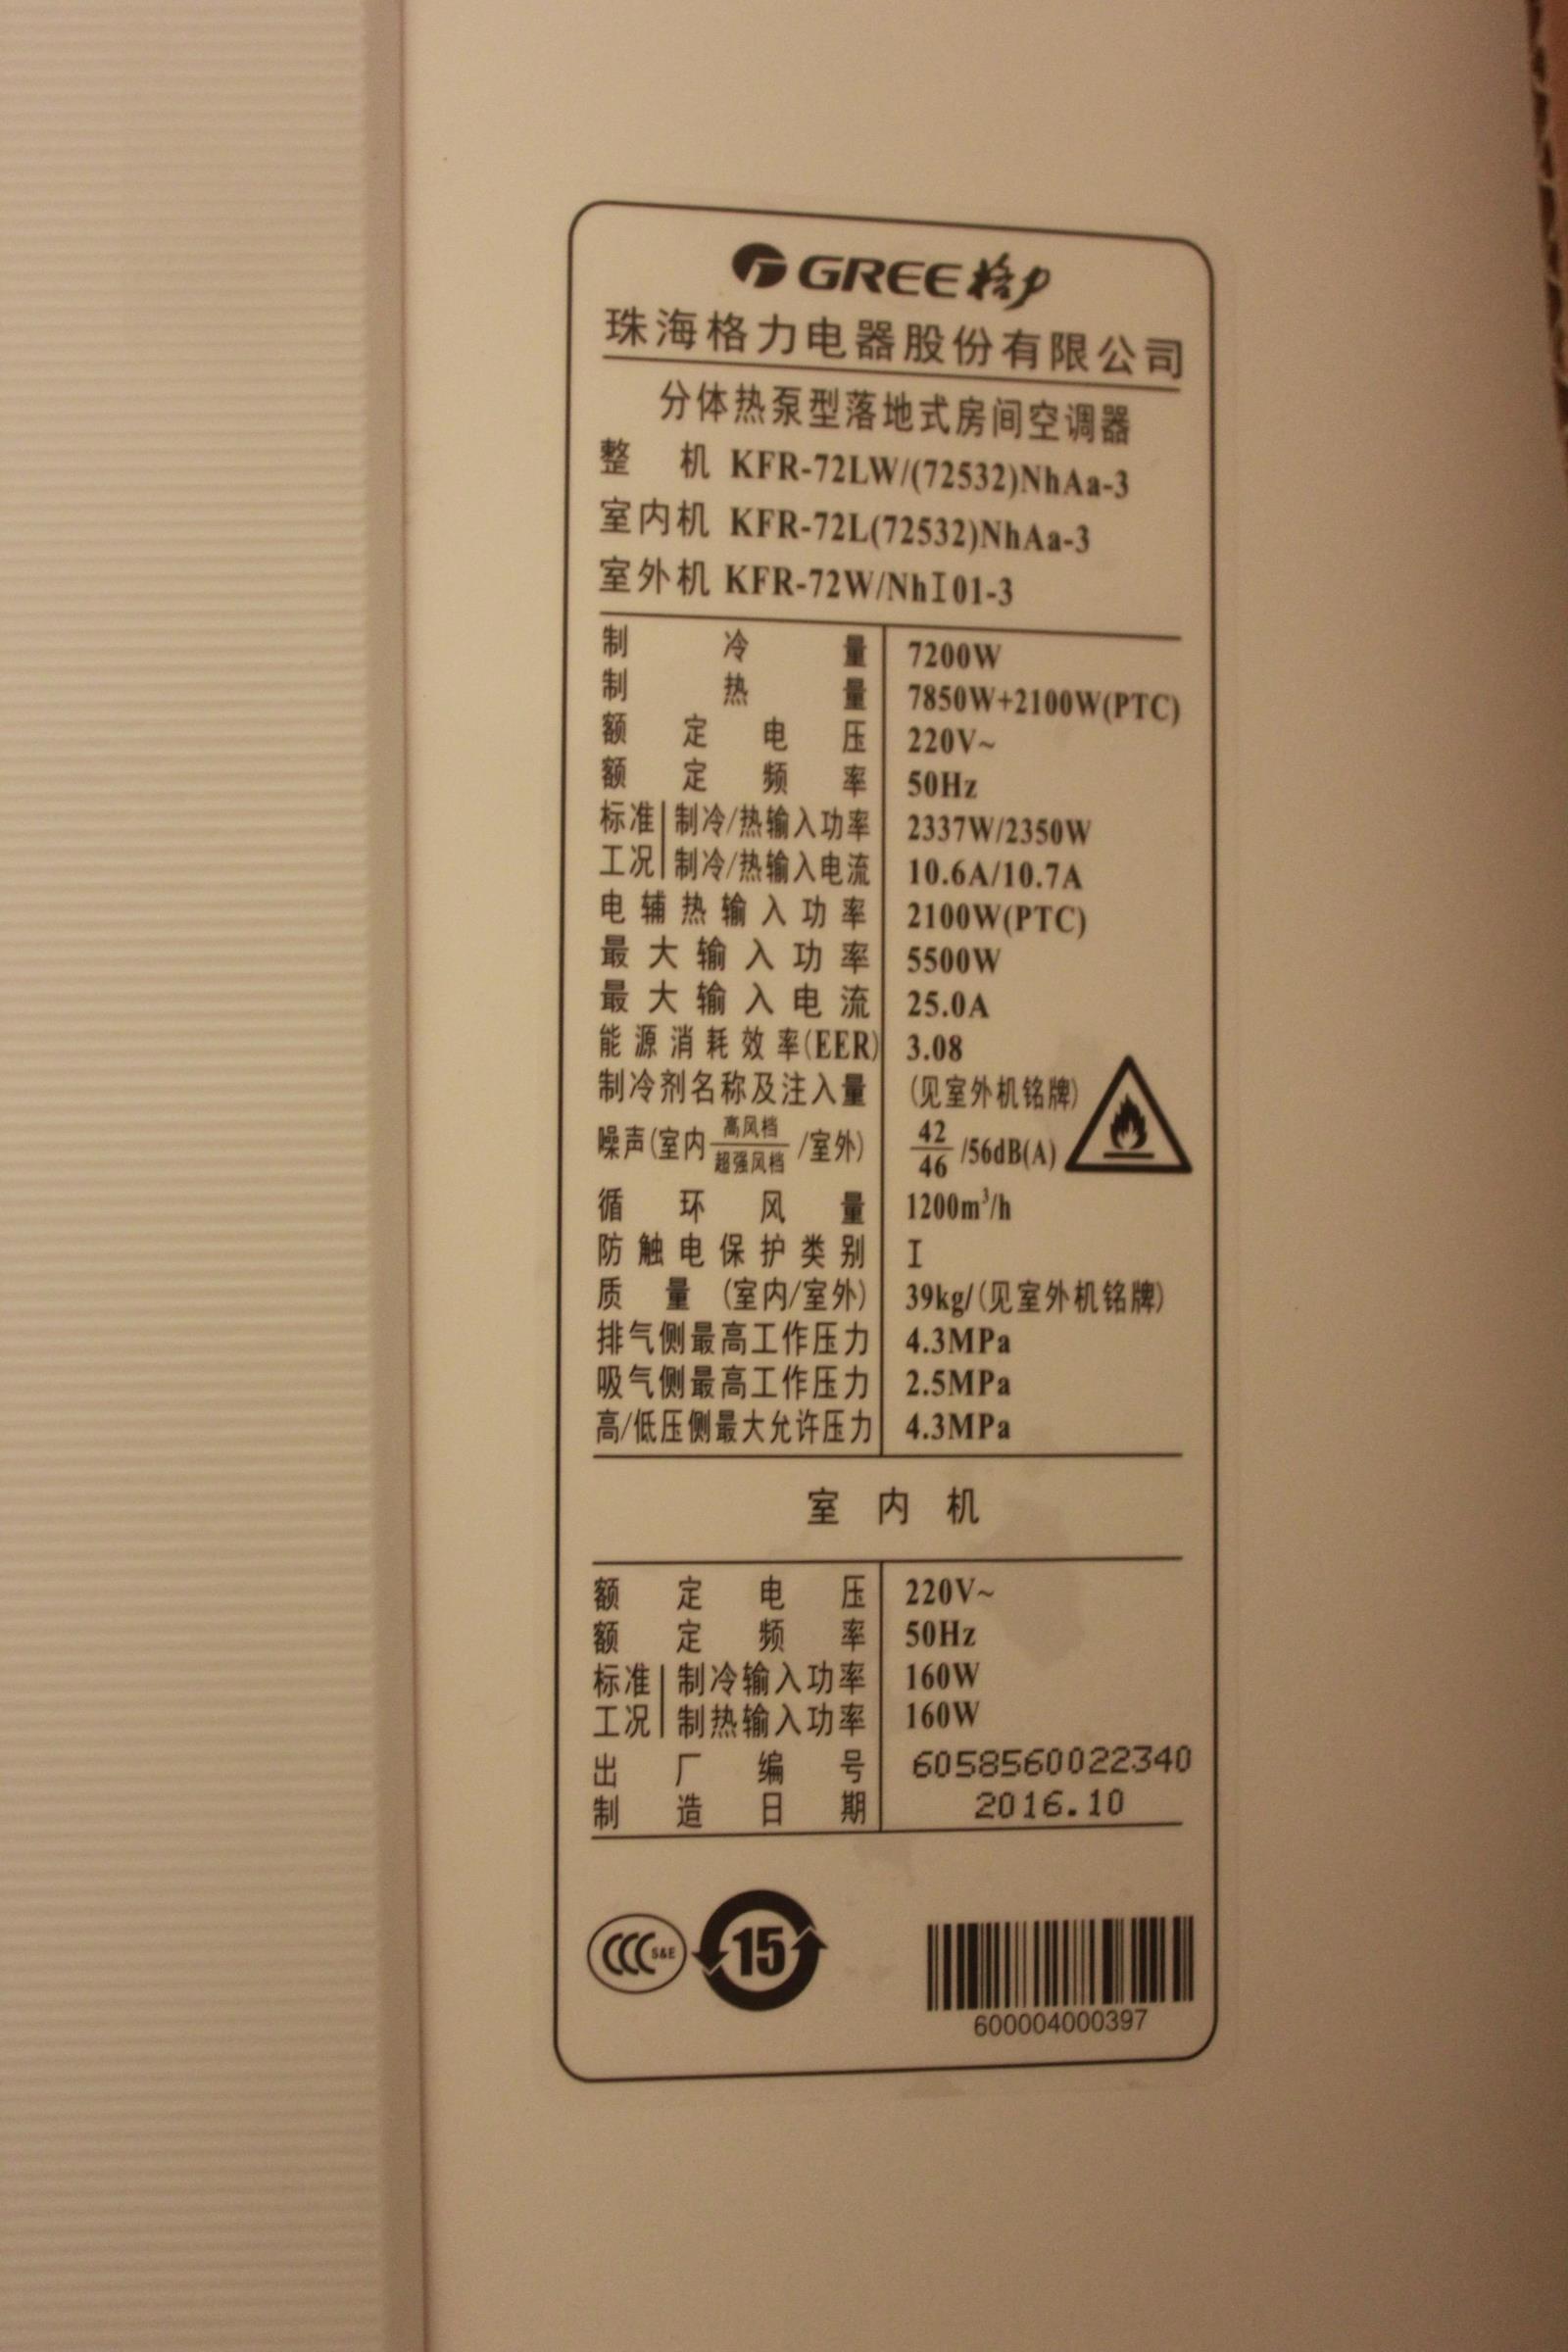 GREE格力
珠海格力电器股份有限公司
分体热泵型落地式房间空调器
整 机 KFR-72LW/(72532)NhAa-3
室内机 KFR-72L(72532)NhAa-3
室外机 KFR-72W/NhI01-3
制冷量 7200W
制热量 7850W+2100W(PTC)
额定电压 220V~
额定频率 50Hz
标准 制冷/热输入功率 2337W/2350W
工况 制冷/热输入电流 10.6A/10.7A
电辅热输入功率 2100W(PTC)
最大输入功率 5500W
最大输入电流 25.0A
能源消耗效率(EER) 3.08
制冷剂名称及注入量 (见室外机铭牌)
噪声(室内 高风档/超强风档 /室外) 42/46 /56dB(A)
循环风量 1200m³/h
防触电保护类别 I
质量(室内/室外) 39kg/(见室外机铭牌)
排气侧最高工作压力 4.3MPa
吸气侧最高工作压力 2.5MPa
高/低压侧最大允许压力 4.3MPa
室内机
额定电压 220V~
额定频率 50Hz
标准 制冷输入功率 160W
工况 制热输入功率 160W
出厂编号 6058560022340
制造日期 2016.10
CCC S&E 15
600004000397